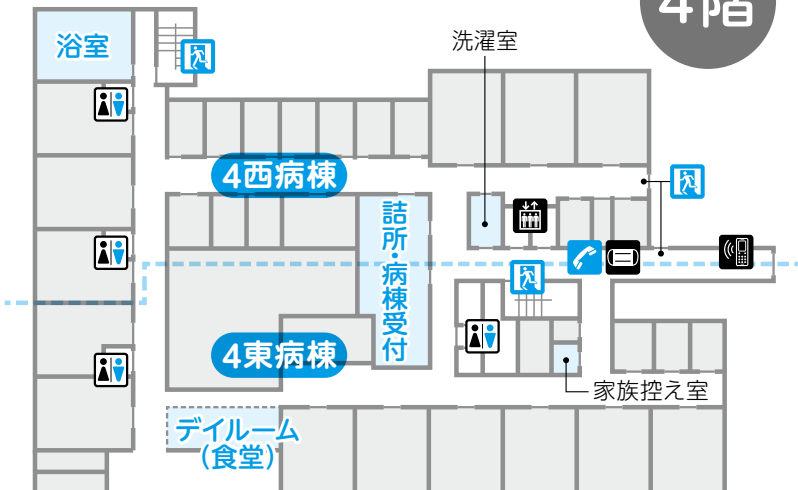 4階
浴室
洗濯室
4西病棟
詰所・病棟受付
4東病棟
家族控え室
デイルーム
(食堂)